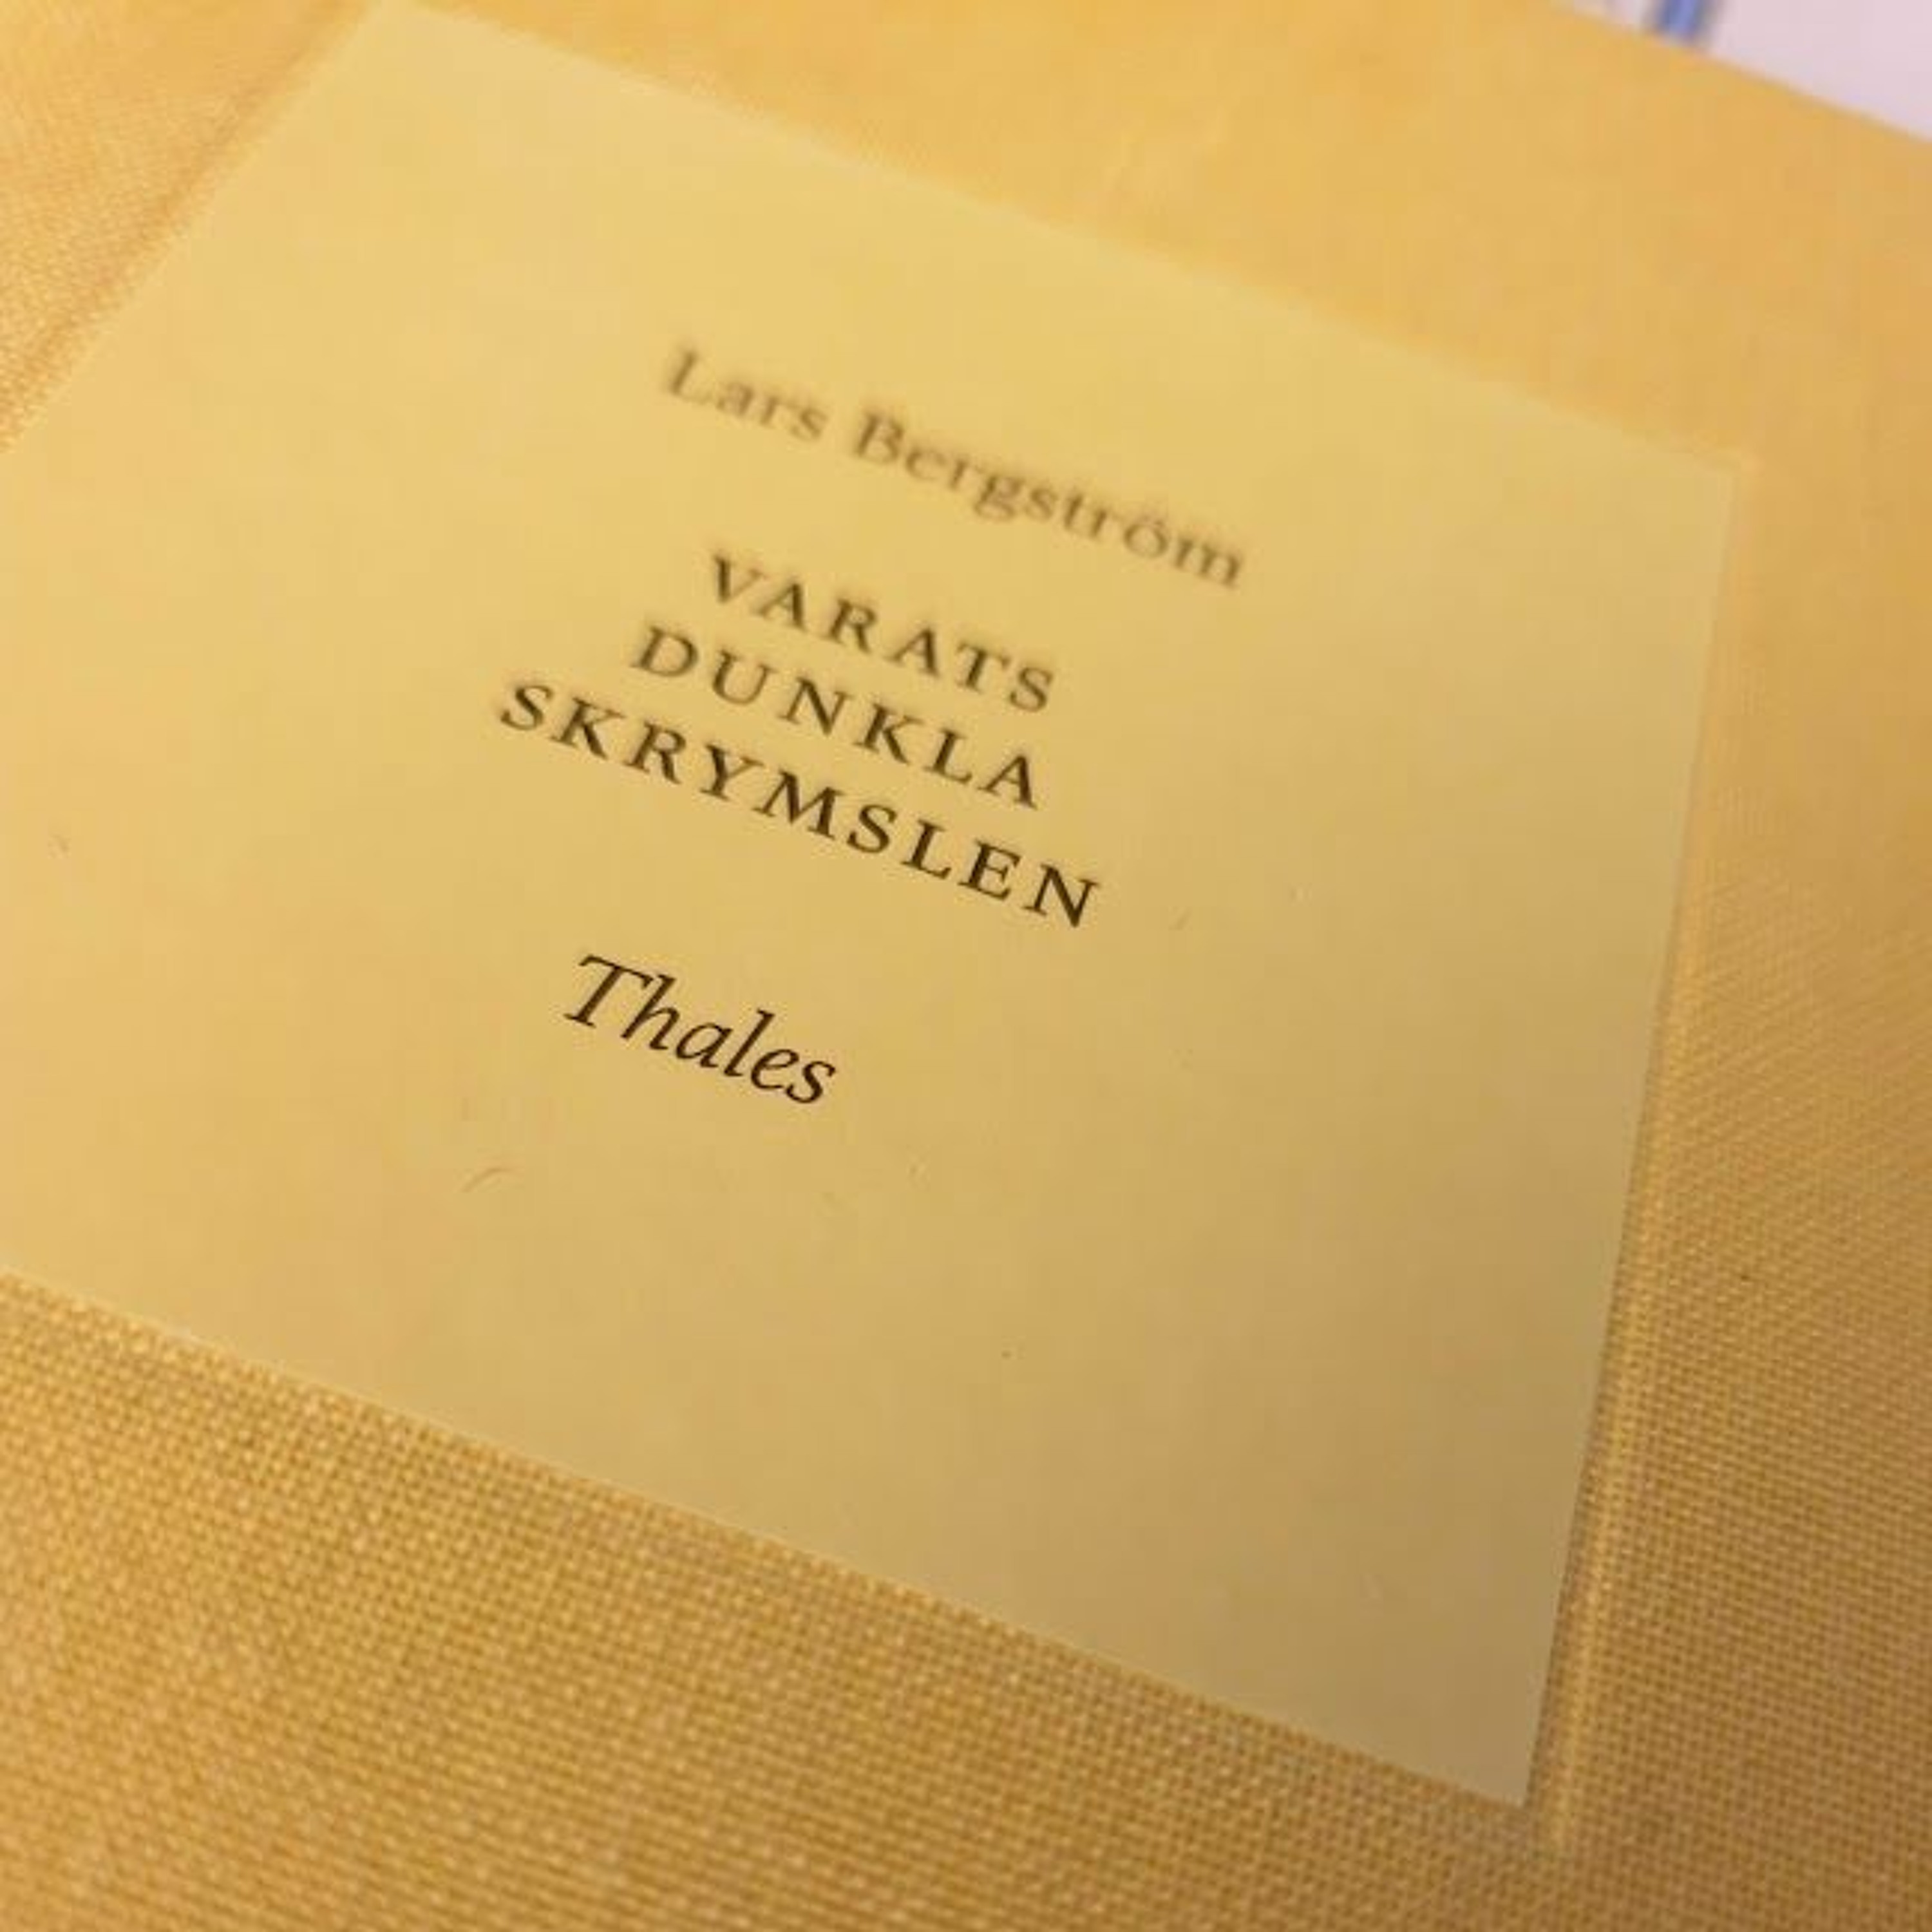 Lars Bergström
VARATS
DUNKLA
SKRYMSLEN
Thales